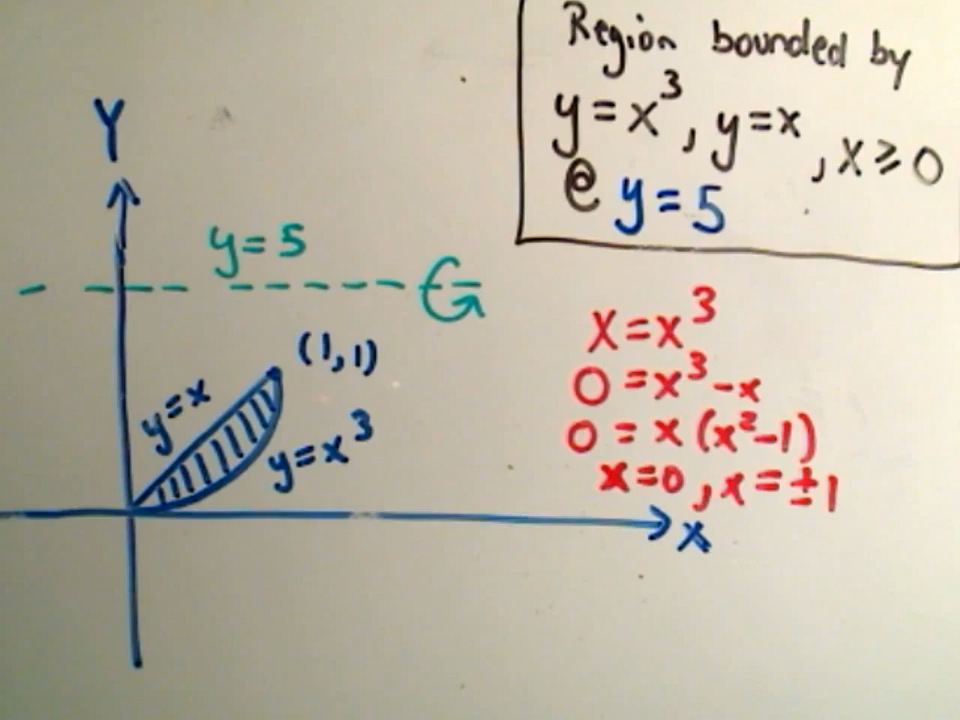 Region bounded by
y=x³, y=x, x≥0
@ y=5
Y
y=5
(1,1)
y=x
y=x³
x
x=x³
0=x³-x
0=x(x²-1)
x=0, x=±1